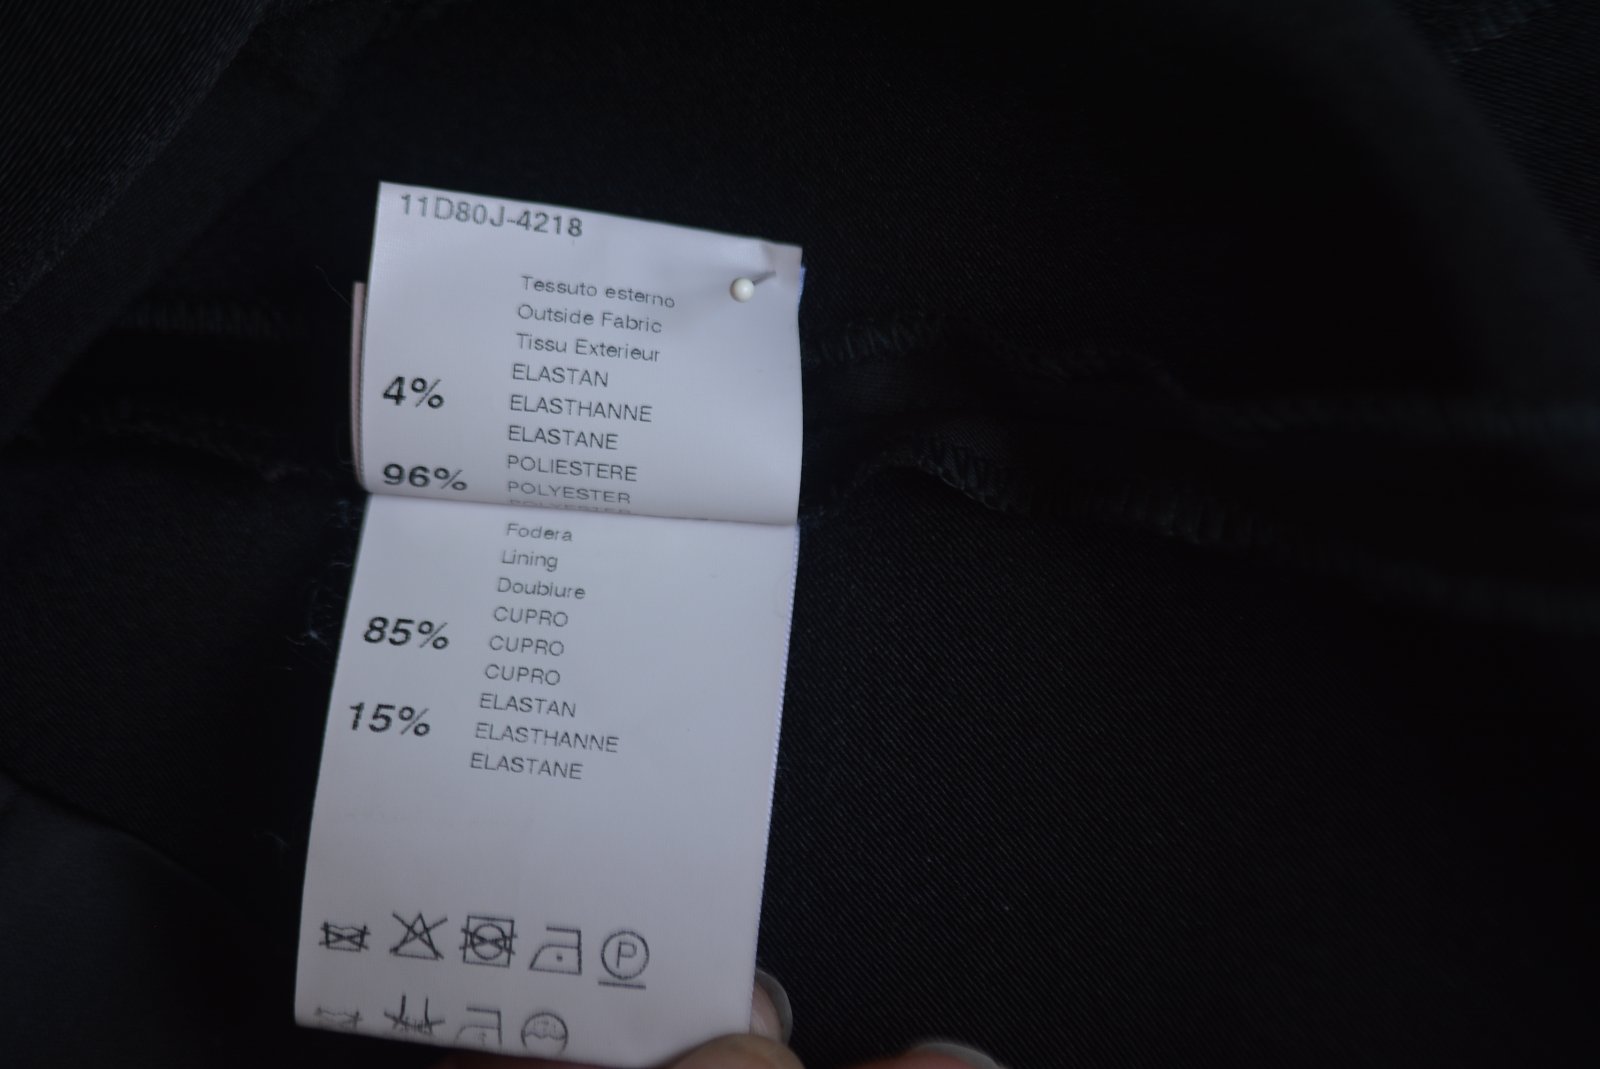 11D80J-4218
Tessuto esterno
Outside Fabric
Tissu Exterieur
4% ELASTAN
ELASTHANNE
ELASTANE
96% POLIESTERE
POLYESTER
POLYESTER
Fodera
Lining
Doublure
85% CUPRO
CUPRO
CUPRO
15% ELASTAN
ELASTHANNE
ELASTANE
P